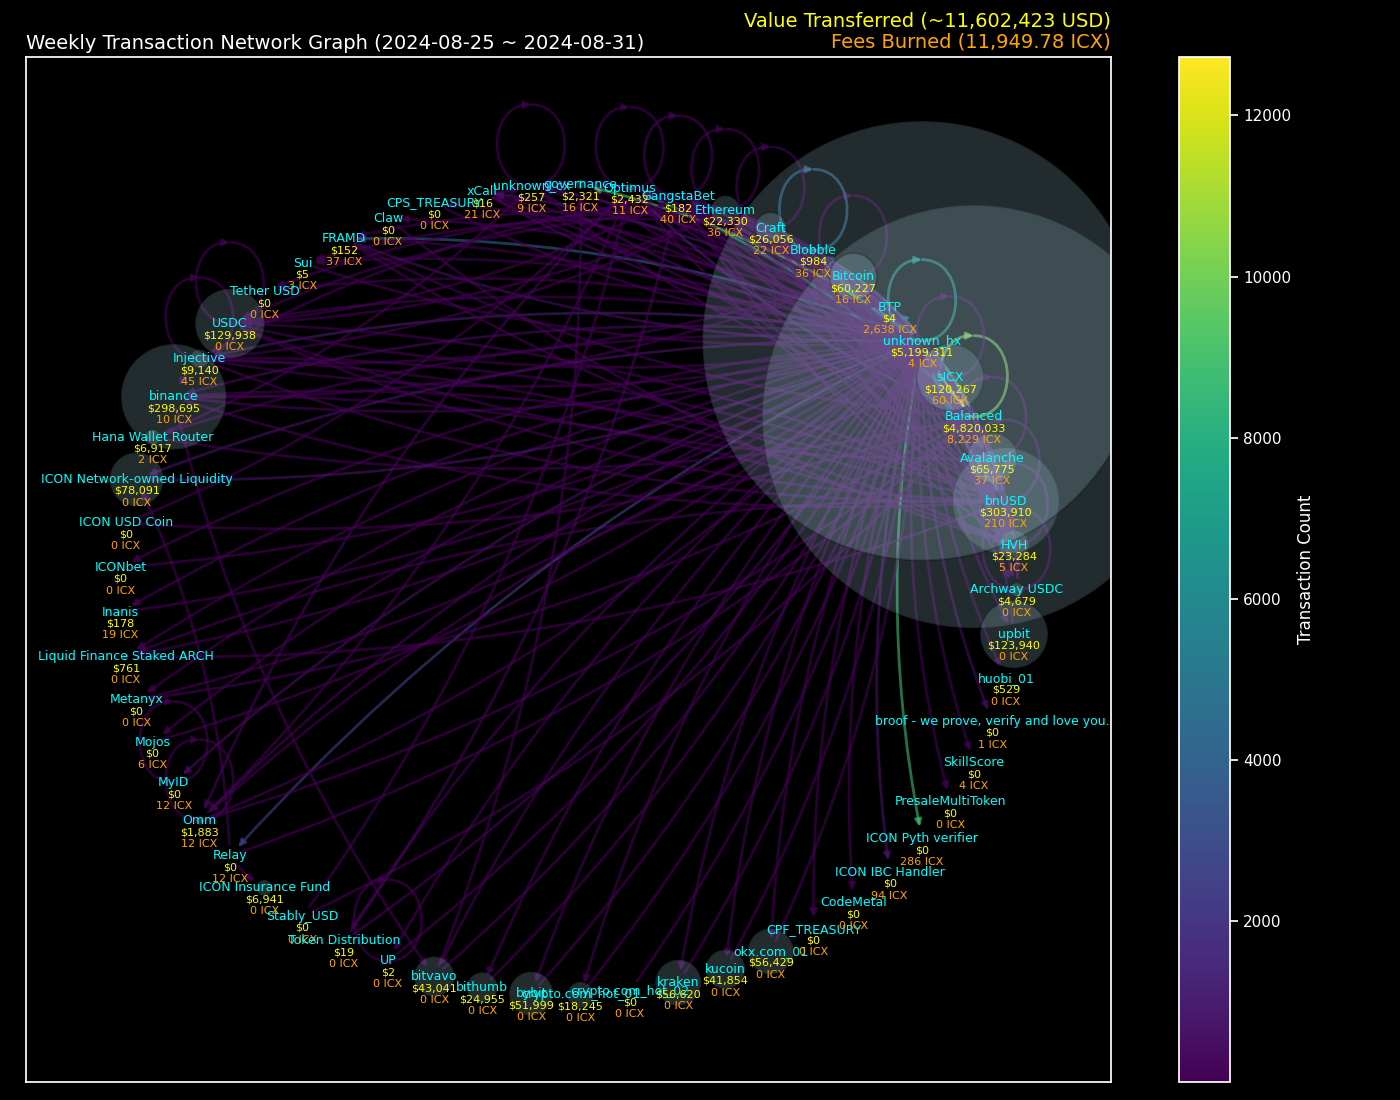 Value Transferred (~11,602,423 USD)
Weekly Transaction Network Graph (2024-08-25 ~ 2024-08-31)
Fees Burned (11,949.78 ICX)
unknown_cx
$257
9 ICX
governance
$2,321
16 ICX
Optimus
$2,432
11 ICX
GangstaBet
$182
40 ICX
Ethereum
$22,330
36 ICX
Craft
$26,056
22 ICX
Blobble
$984
36 ICX
Bitcoin
$60,227
16 ICX
BTP
$4
2,638 ICX
unknown_hx
$5,199,311
4 ICX
sICX
$120,267
60 ICX
Balanced
$4,820,033
8,229 ICX
Avalanche
$65,775
37 ICX
bnUSD
$303,910
210 ICX
HVH
$23,284
5 ICX
Archway USDC
$4,679
0 ICX
upbit
$123,940
0 ICX
huobi_01
$529
0 ICX
broof - we prove, verify and love you.
$0
1 ICX
SkillScore
$0
4 ICX
PresaleMultiToken
$0
0 ICX
ICON Pyth verifier
$0
286 ICX
ICON IBC Handler
$0
94 ICX
CodeMetal
$0
0 ICX
CPF_TREASURY
$0
0 ICX
okx.com_01
$56,429
0 ICX
kucoin
$41,854
0 ICX
kraken
0 ICX
crypto.com_hot_02
$0
0 ICX
crypto.com_hot_01
$18,245
0 ICX
bybit
$51,999
0 ICX
bithumb
$24,955
0 ICX
bitvavo
$43,041
0 ICX
UP
$2
0 ICX
Token Distribution
$19
0 ICX
Stably_USD
$0
0 ICX
ICON Insurance Fund
$6,941
0 ICX
Relay
$0
12 ICX
Omm
$1,883
12 ICX
MyID
$0
12 ICX
Mojos
$0
6 ICX
Metanyx
$0
0 ICX
Liquid Finance Staked ARCH
$761
0 ICX
Inanis
$178
19 ICX
ICONbet
$0
0 ICX
ICON USD Coin
$0
0 ICX
ICON Network-owned Liquidity
$78,091
0 ICX
Hana Wallet Router
$6,917
2 ICX
binance
$298,695
10 ICX
Injective
$9,140
45 ICX
USDC
$129,938
0 ICX
Tether USD
$0
0 ICX
Sui
$5
3 ICX
FRAMD
$152
37 ICX
Claw
$0
0 ICX
CPS_TREASURY
$0
0 ICX
xCall
$16
21 ICX
12000
10000
8000
6000
4000
2000
Transaction Count